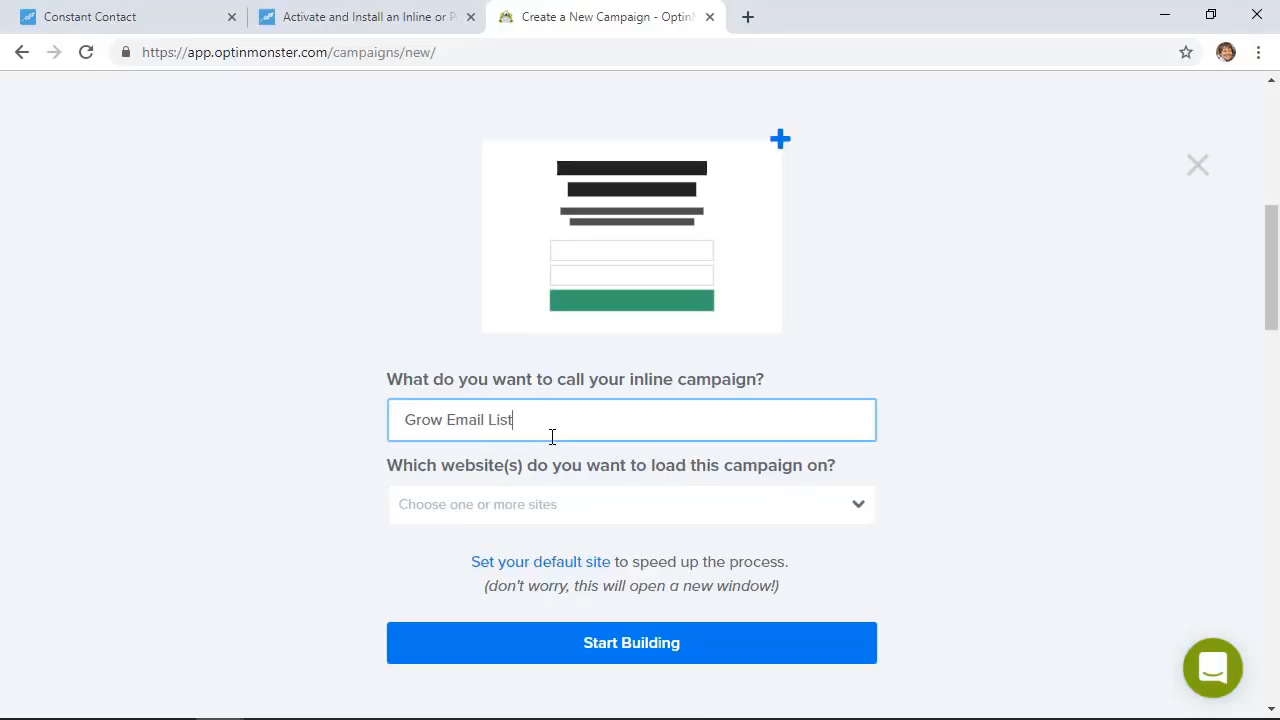 Constant Contact
Activate and Install an Inline or P
Create a New Campaign - OptinM
https://app.optinmonster.com/campaigns/new/
What do you want to call your inline campaign?
Grow Email List
Which website(s) do you want to load this campaign on?
Choose one or more sites
Set your default site to speed up the process.
(don't worry, this will open a new window!)
Start Building